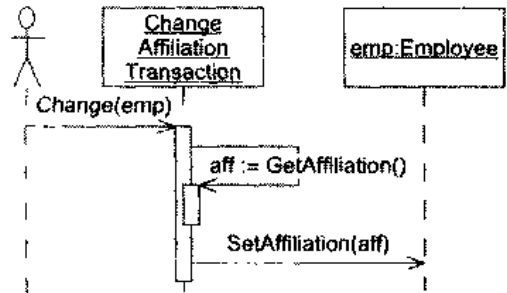 Change
Affiliation
Transaction
emp:Employee
Change(emp)
aff := GetAffiliation()
SetAffiliation(aff)